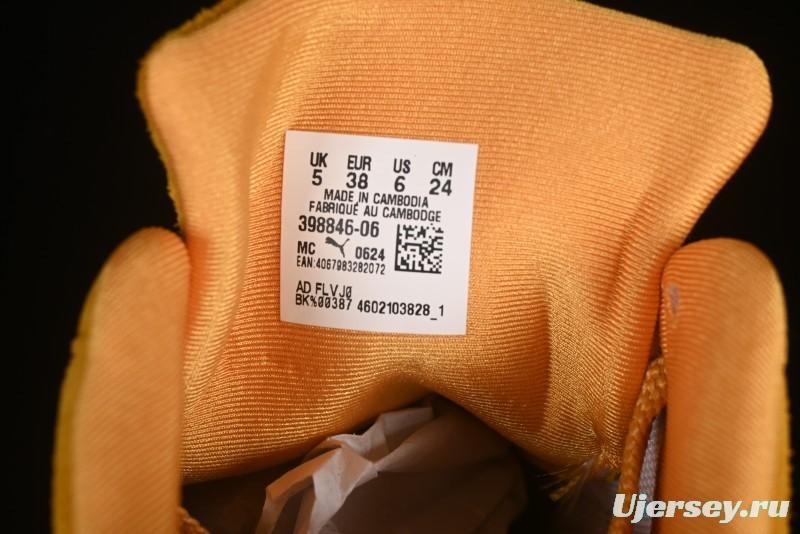 UK EUR US CM
5 38 6 24
MADE IN CAMBODIA
FABRIQUÉ AU CAMBODGE
398846-06
MC 0624
EAN:4067983282072
AD FLVJ0
BK%00387 4602103828_1
Ujersey.ru